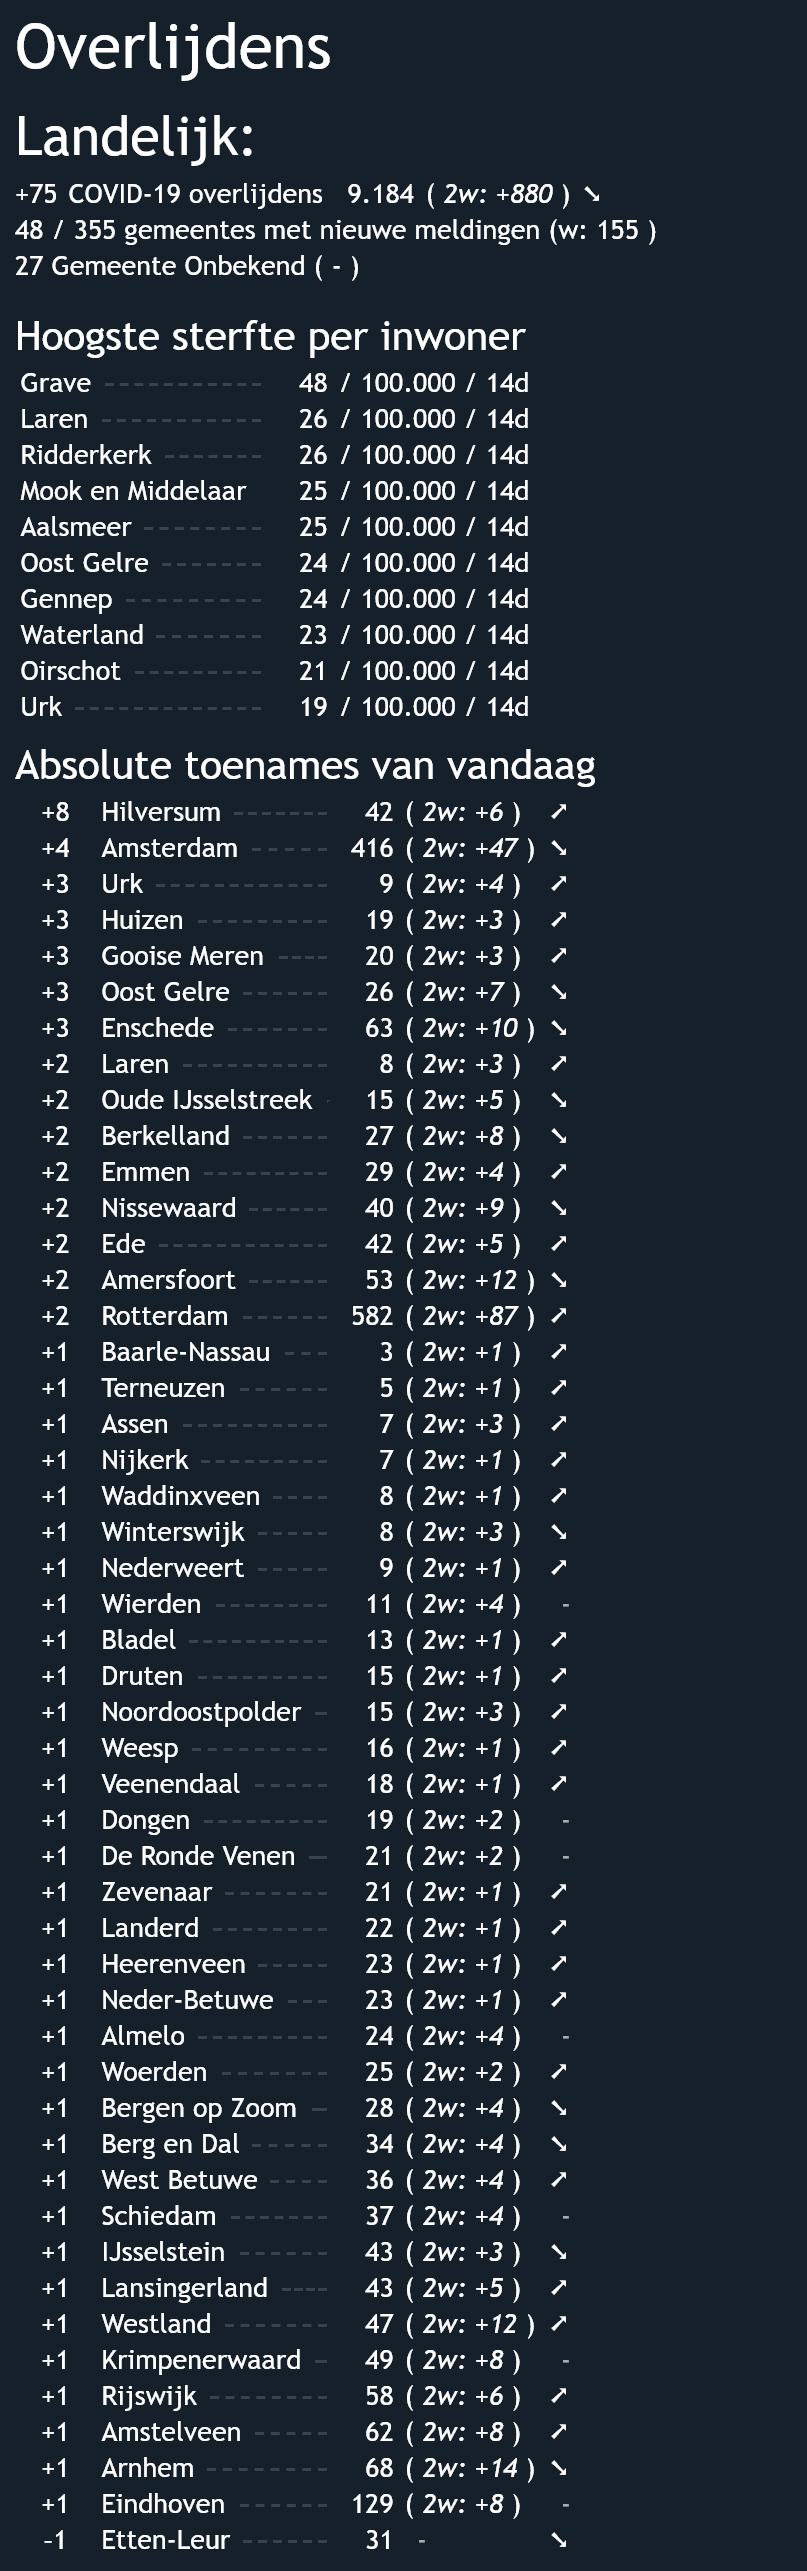 Overlijdens
Landelijk:
+75 COVID-19 overlijdens 9.184 ( 2w: +880 ) ➘
48 / 355 gemeentes met nieuwe meldingen (w: 155 )
27 Gemeente Onbekend ( - )
Hoogste sterfte per inwoner
Grave 48 / 100.000 / 14d
Laren 26 / 100.000 / 14d
Ridderkerk 26 / 100.000 / 14d
Mook en Middelaar 25 / 100.000 / 14d
Aalsmeer 25 / 100.000 / 14d
Oost Gelre 24 / 100.000 / 14d
Gennep 24 / 100.000 / 14d
Waterland 23 / 100.000 / 14d
Oirschot 21 / 100.000 / 14d
Urk 19 / 100.000 / 14d
Absolute toenames van vandaag
+8 Hilversum 42 ( 2w: +6 ) ➚
+4 Amsterdam 416 ( 2w: +47 ) ➘
+3 Urk 9 ( 2w: +4 ) ➚
+3 Huizen 19 ( 2w: +3 ) ➚
+3 Gooise Meren 20 ( 2w: +3 ) ➚
+3 Oost Gelre 26 ( 2w: +7 ) ➘
+3 Enschede 63 ( 2w: +10 ) ➘
+2 Laren 8 ( 2w: +3 ) ➚
+2 Oude IJsselstreek 15 ( 2w: +5 ) ➘
+2 Berkelland 27 ( 2w: +8 ) ➘
+2 Emmen 29 ( 2w: +4 ) ➚
+2 Nissewaard 40 ( 2w: +9 ) ➘
+2 Ede 42 ( 2w: +5 ) ➚
+2 Amersfoort 53 ( 2w: +12 ) ➘
+2 Rotterdam 582 ( 2w: +87 ) ➚
+1 Baarle-Nassau 3 ( 2w: +1 ) ➚
+1 Terneuzen 5 ( 2w: +1 ) ➚
+1 Assen 7 ( 2w: +3 ) ➚
+1 Nijkerk 7 ( 2w: +1 ) ➚
+1 Waddinxveen 8 ( 2w: +1 ) ➚
+1 Winterswijk 8 ( 2w: +3 ) ➘
+1 Nederweert 9 ( 2w: +1 ) ➚
+1 Wierden 11 ( 2w: +4 ) -
+1 Bladel 13 ( 2w: +1 ) ➚
+1 Druten 15 ( 2w: +1 ) ➚
+1 Noordoostpolder 15 ( 2w: +3 ) ➚
+1 Weesp 16 ( 2w: +1 ) ➚
+1 Veenendaal 18 ( 2w: +1 ) ➚
+1 Dongen 19 ( 2w: +2 ) -
+1 De Ronde Venen 21 ( 2w: +2 ) -
+1 Zevenaar 21 ( 2w: +1 ) ➚
+1 Landerd 22 ( 2w: +1 ) ➚
+1 Heerenveen 23 ( 2w: +1 ) ➚
+1 Neder-Betuwe 23 ( 2w: +1 ) ➚
+1 Almelo 24 ( 2w: +4 ) -
+1 Woerden 25 ( 2w: +2 ) ➚
+1 Bergen op Zoom 28 ( 2w: +4 ) ➘
+1 Berg en Dal 34 ( 2w: +4 ) ➘
+1 West Betuwe 36 ( 2w: +4 ) ➚
+1 Schiedam 37 ( 2w: +4 ) -
+1 IJsselstein 43 ( 2w: +3 ) ➘
+1 Lansingerland 43 ( 2w: +5 ) ➚
+1 Westland 47 ( 2w: +12 ) ➚
+1 Krimpenerwaard 49 ( 2w: +8 ) -
+1 Rijswijk 58 ( 2w: +6 ) ➚
+1 Amstelveen 62 ( 2w: +8 ) ➚
+1 Arnhem 68 ( 2w: +14 ) ➘
+1 Eindhoven 129 ( 2w: +8 ) -
-1 Etten-Leur 31 - ➘